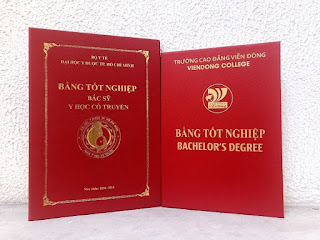 BỘ Y TẾ
ĐẠI HỌC Y DƯỢC TP. HỒ CHÍ MINH
BẰNG TỐT NGHIỆP
BÁC SỸ
Y HỌC CỔ TRUYỀN
TRƯỜNG CAO ĐẲNG VIỄN ĐÔNG
VIENDONG COLLEGE
BẰNG TỐT NGHIỆP
BACHELOR'S DEGREE